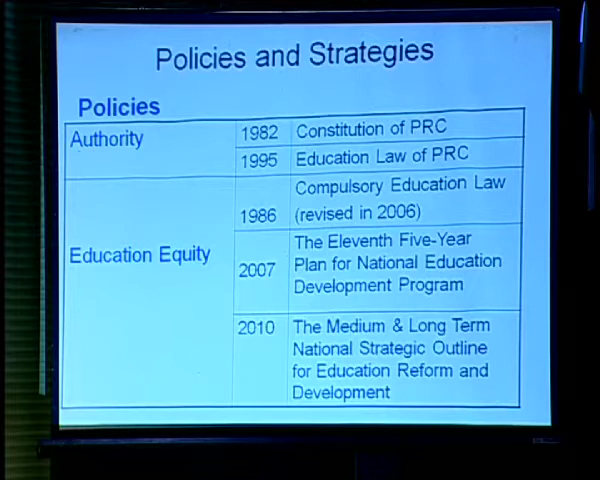 Policies and Strategies
Policies
Authority
1982 Constitution of PRC
1995 Education Law of PRC
Education Equity
1986 Compulsory Education Law
(revised in 2006)
2007 The Eleventh Five-Year
Plan for National Education
Development Program
2010 The Medium & Long Term
National Strategic Outline
for Education Reform and
Development